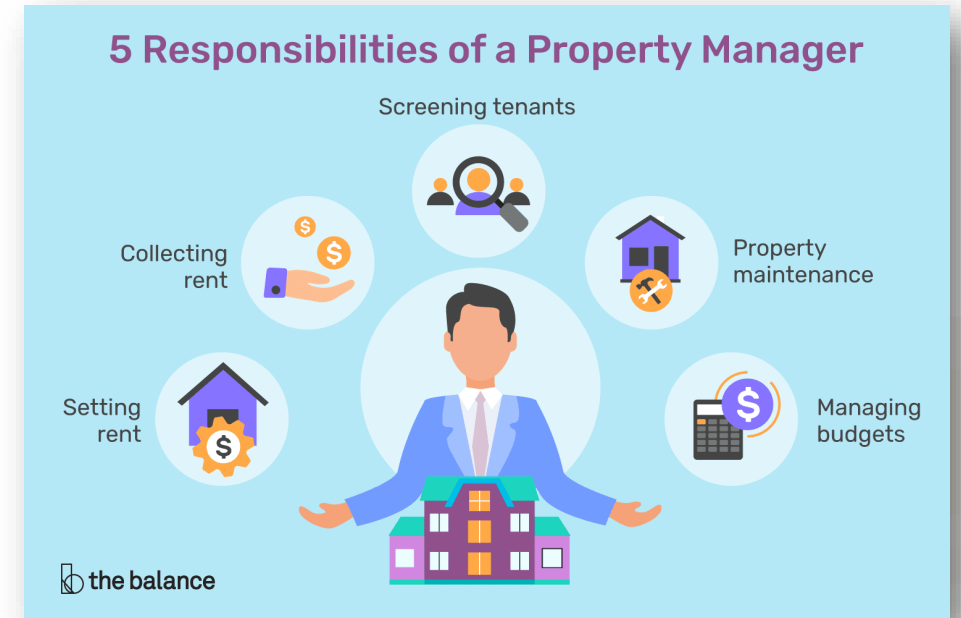 5 Responsibilities of a Property Manager
Screening tenants
Collecting
rent
$
$
Property
maintenance
Setting
rent
$
$
Managing
budgets
the balance